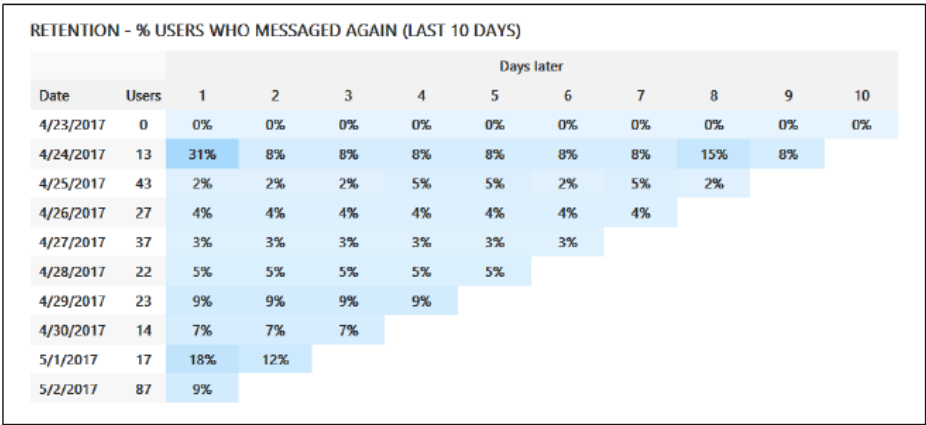 RETENTION - % USERS WHO MESSAGED AGAIN (LAST 10 DAYS)
Days later
Date Users 1 2 3 4 5 6 7 8 9 10
4/23/2017 0 0% 0% 0% 0% 0% 0% 0% 0% 0% 0%
4/24/2017 13 31% 8% 8% 8% 8% 8% 8% 15% 8%
4/25/2017 43 2% 2% 2% 5% 5% 2% 5% 2%
4/26/2017 27 4% 4% 4% 4% 4% 4% 4%
4/27/2017 37 3% 3% 3% 3% 3% 3%
4/28/2017 22 5% 5% 5% 5% 5%
4/29/2017 23 9% 9% 9% 9%
4/30/2017 14 7% 7% 7%
5/1/2017 17 18% 12%
5/2/2017 87 9%